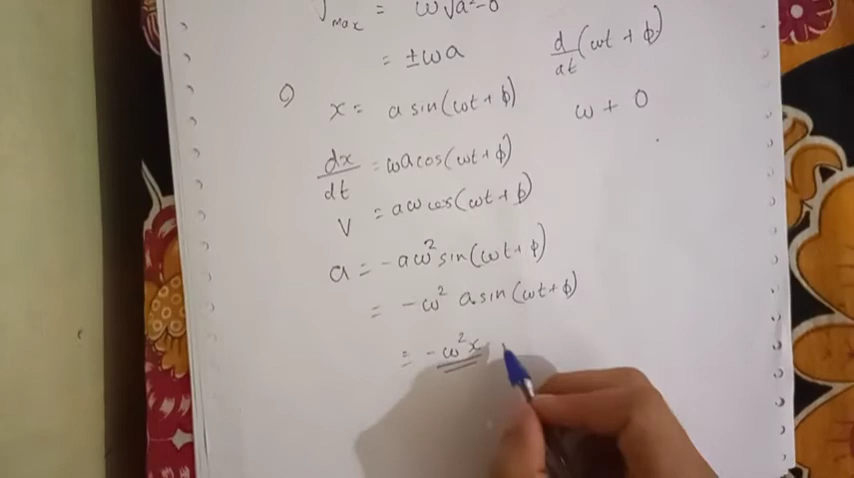 Vmax = ω√a²-0
= ±ωa
d/dt (ωt + ϕ)
x = a sin(ωt + ϕ)
ω + 0
dx/dt = ωa cos(ωt + ϕ)
V = aω cos(ωt + ϕ)
a = -aω² sin(ωt + ϕ)
= -ω² a sin(ωt + ϕ)
= -ω²x